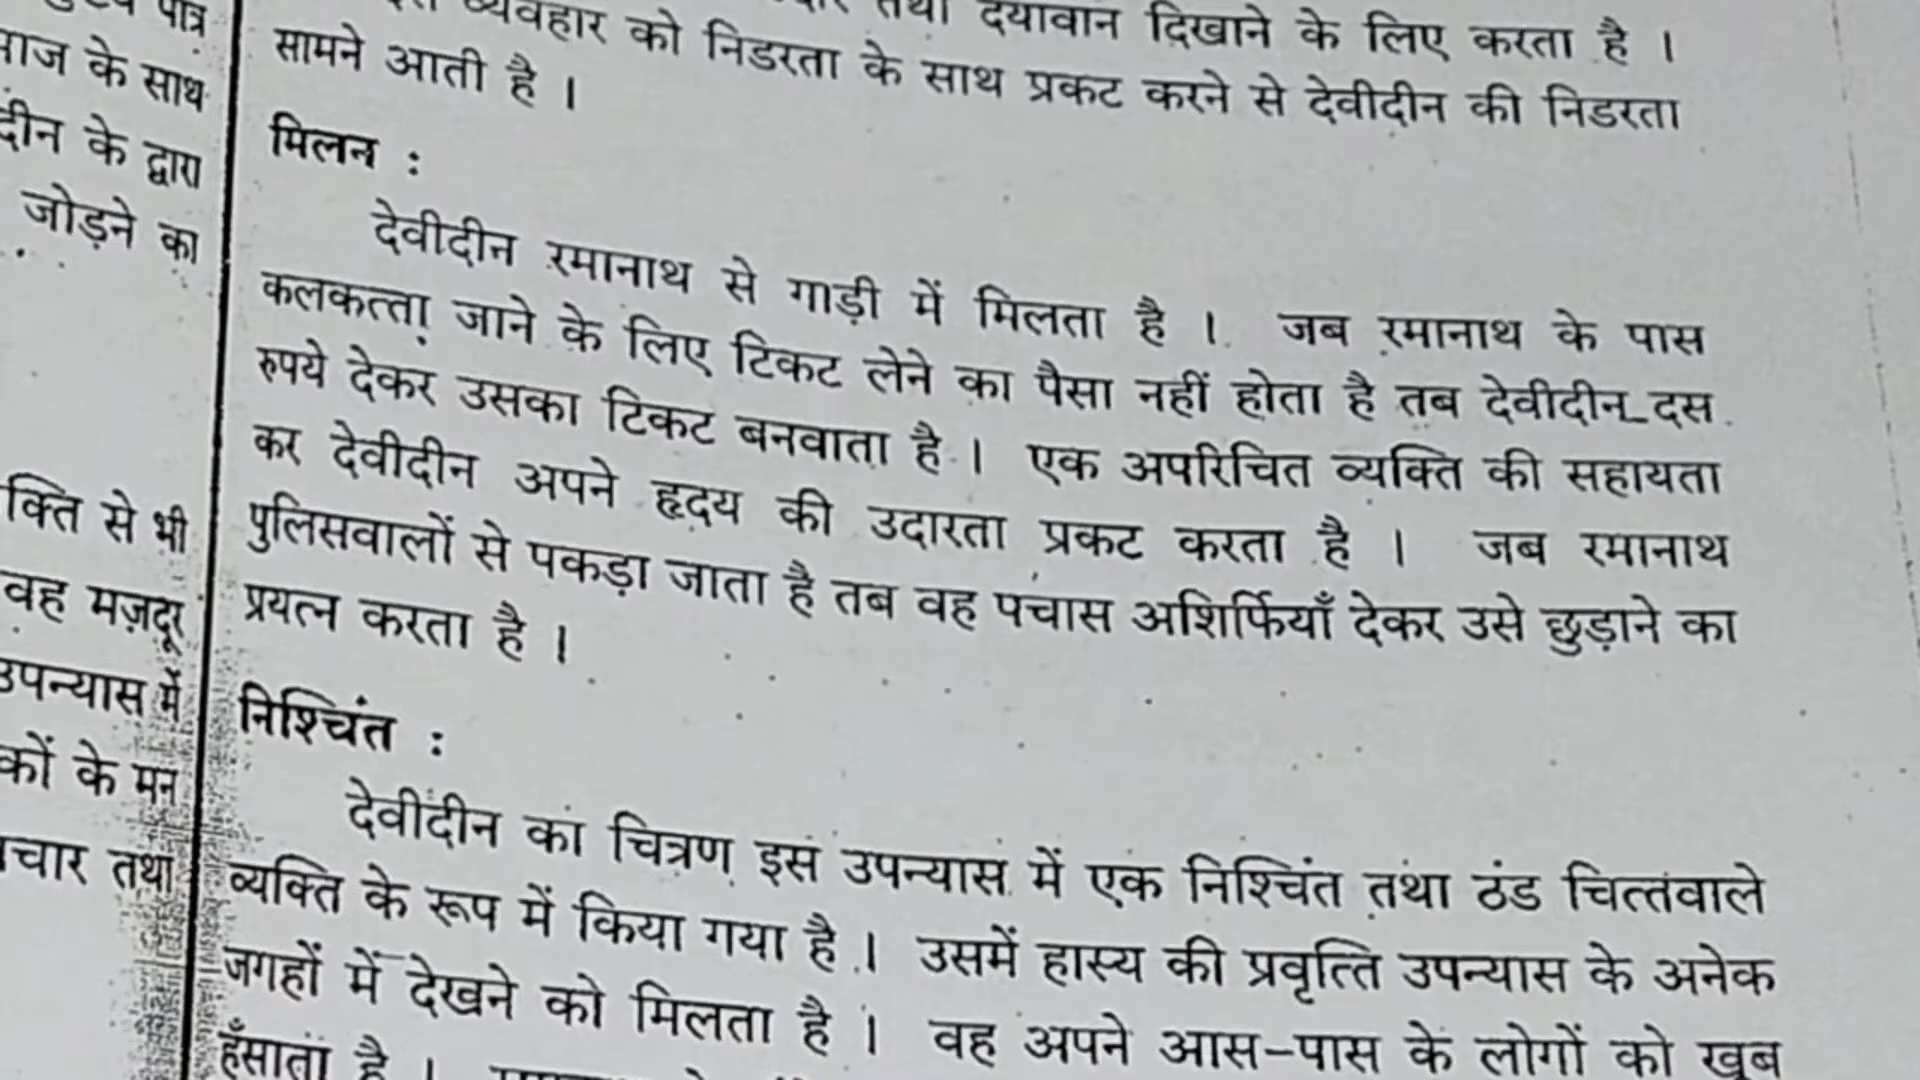 पात्र
के साथ
दीन के द्वारा
जोड़ने का
क्ति से भी
वह मज़दूर
उपन्यास में
कों के मन
चार तथा
तथा दयावान दिखाने के लिए करता है ।
व्यवहार को निडरता के साथ प्रकट करने से देवीदीन की निडरता
सामने आती है ।
मिलन :
देवीदीन रमानाथ से गाड़ी में मिलता है । जब रमानाथ के पास
कलकत्ता जाने के लिए टिकट लेने का पैसा नहीं होता है तब देवीदीन दस
रुपये देकर उसका टिकट बनवाता है । एक अपरिचित व्यक्ति की सहायता
कर देवीदीन अपने हृदय की उदारता प्रकट करता है । जब रमानाथ
पुलिसवालों से पकड़ा जाता है तब वह पचास अशिर्फियाँ देकर उसे छुड़ाने का
प्रयत्न करता है ।
निश्चिंत :
देवीदीन का चित्रण इस उपन्यास में एक निश्चिंत तथा ठंड चित्तवाले
व्यक्ति के रूप में किया गया है । उसमें हास्य की प्रवृत्ति उपन्यास के अनेक
जगहों में देखने को मिलता है । वह अपने आस-पास के लोगों को खूब
हँसाता है ।